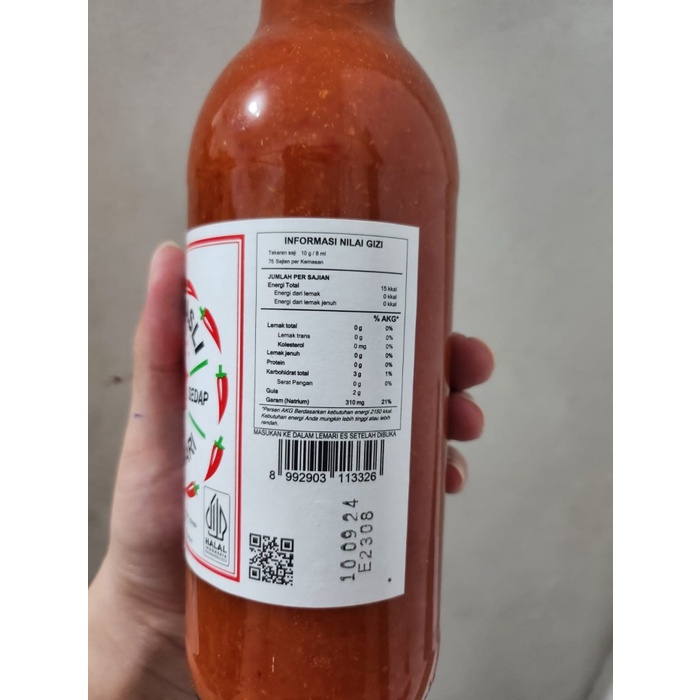 INFORMASI NILAI GIZI
Takaran saji 10 g / 8 ml
75 Sajian per Kemasan
JUMLAH PER SAJIAN
Energi Total 15 kkal
Energi dari lemak 0 kkal
Energi dari lemak jenuh 0 kkal
% AKG*
Lemak total 0 g 0%
Lemak trans 0 g 0%
Kolesterol 0 mg 0%
Lemak jenuh 0 g 0%
Protein 0 g 0%
Karbohidrat total 3 g 1%
Serat Pangan 0 g 0%
Gula 2 g
Garam (Natrium) 310 mg 21%
*Persen AKG Berdasarkan kebutuhan energi 2150 kkal
Kebutuhan energi Anda mungkin lebih tinggi atau lebih
rendah.
MASUKAN KE DALAM LEMARI ES SETELAH DIBUKA
8 992903 113326
100924
E2308
SEDAP
HALAL
INDONESIA